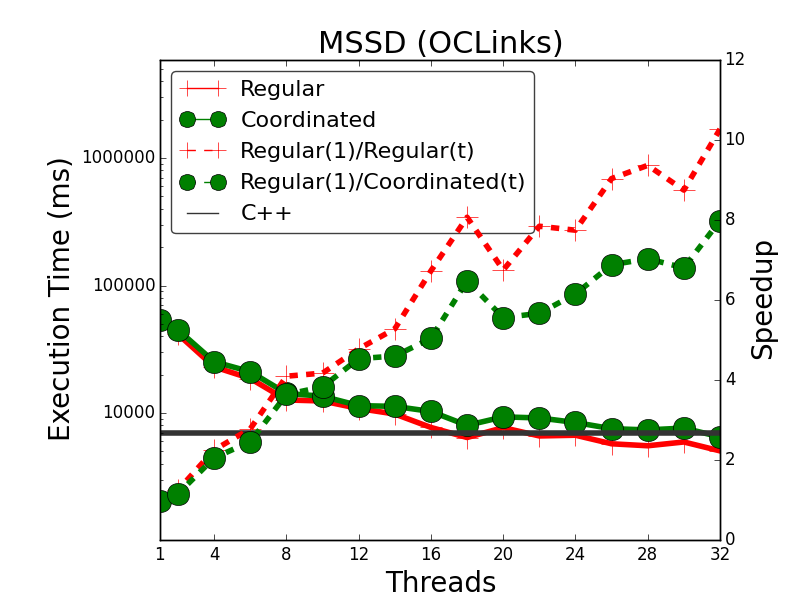 MSSD (OCLinks)
Regular
Coordinated
Regular(1)/Regular(t)
Regular(1)/Coordinated(t)
C++
Execution Time (ms)
1000000
100000
10000
Speedup
12
10
8
6
4
2
0
1 4 8 12 16 20 24 28 32
Threads